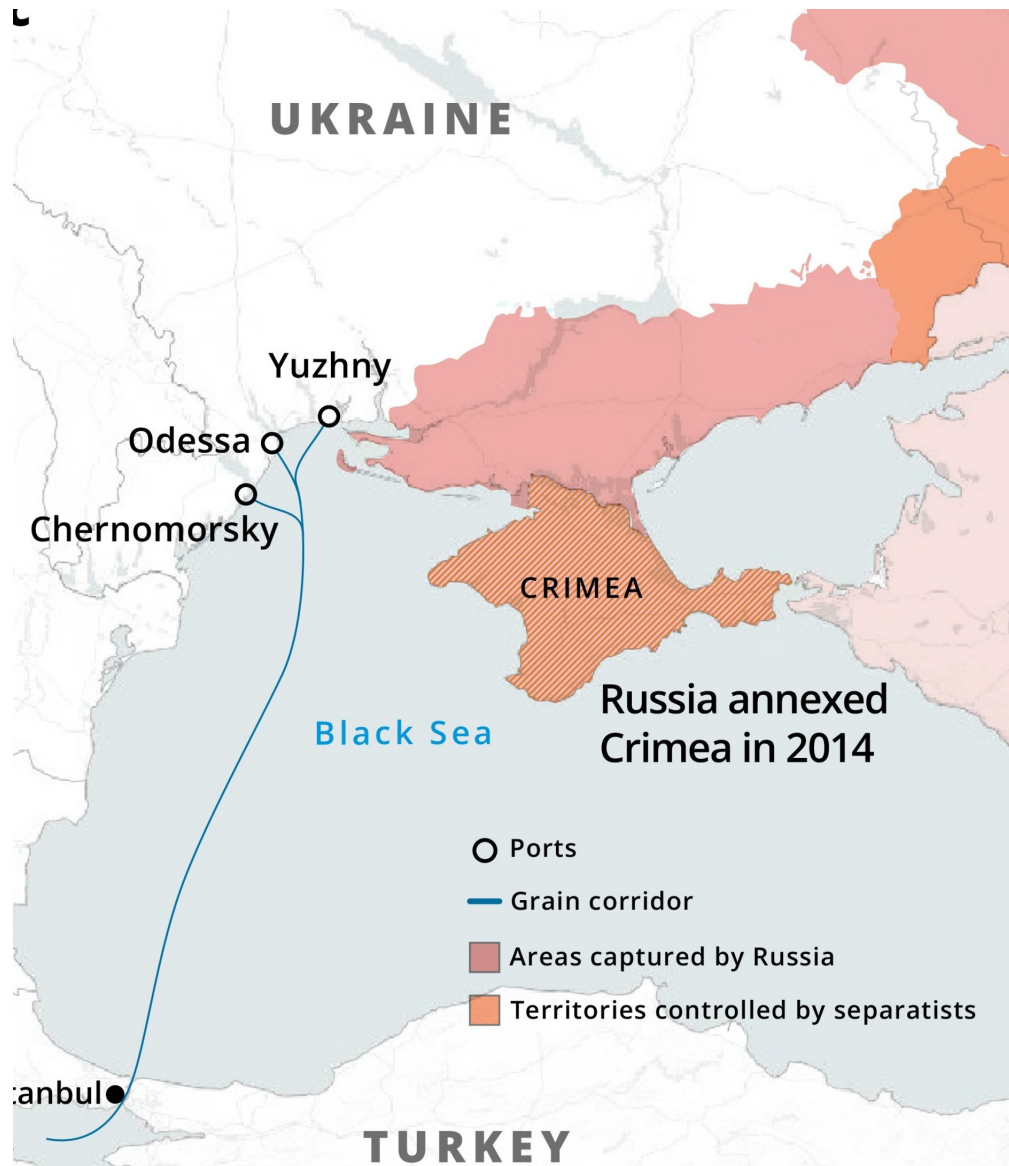 UKRAINE
Yuzhny
Odessa
Chernomorsky
CRIMEA
Russia annexed
Crimea in 2014
Black Sea
Ports
Grain corridor
Areas captured by Russia
Territories controlled by separatists
tanbul
TURKEY